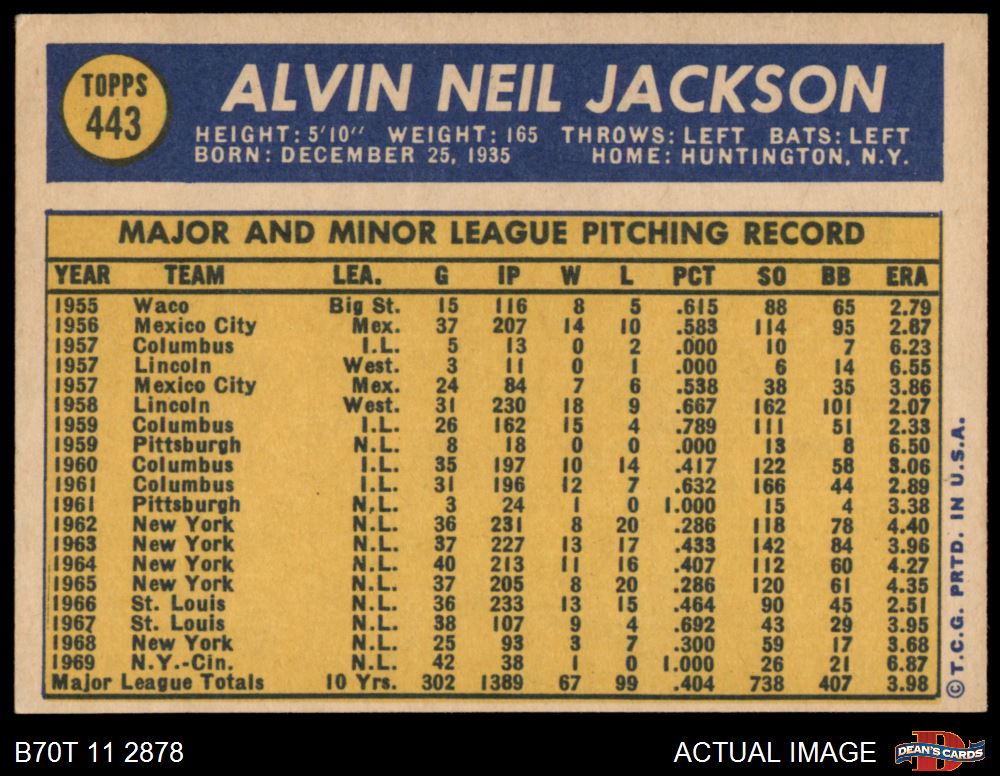 TOPPS
443
ALVIN NEIL JACKSON
HEIGHT: 5'10" WEIGHT: 165 THROWS: LEFT BATS: LEFT
BORN: DECEMBER 25, 1935 HOME: HUNTINGTON, N.Y.
MAJOR AND MINOR LEAGUE PITCHING RECORD
YEAR TEAM LEA. G IP W L PCT SO BB ERA
1955 Waco Big St. 15 116 8 5 .615 88 65 2.79
1956 Mexico City Mex. 37 207 14 10 .583 114 95 2.87
1957 Columbus I.L. 5 13 0 2 .000 10 7 6.23
1957 Lincoln West. 3 11 0 1 .000 6 14 6.55
1957 Mexico City Mex. 24 84 7 6 .538 38 35 3.86
1958 Lincoln West. 31 230 18 9 .667 162 101 2.07
1959 Columbus I.L. 26 162 15 4 .789 111 51 2.33
1959 Pittsburgh N.L. 8 18 0 0 .000 13 8 6.50
1960 Columbus I.L. 35 197 10 14 .417 122 58 3.06
1961 Columbus I.L. 31 196 12 7 .632 166 44 2.89
1961 Pittsburgh N.L. 3 24 1 0 1.000 15 4 3.38
1962 New York N.L. 36 231 8 20 .286 118 78 4.40
1963 New York N.L. 37 227 13 17 .433 142 84 3.96
1964 New York N.L. 40 213 11 16 .407 112 60 4.27
1965 New York N.L. 37 205 8 20 .286 120 61 4.35
1966 St. Louis N.L. 36 233 13 15 .464 90 45 2.51
1967 St. Louis N.L. 38 107 9 4 .692 43 29 3.95
1968 New York N.L. 25 93 3 7 .300 59 17 3.68
1969 N.Y.-Cin. N.L. 42 38 1 0 1.000 26 21 6.87
Major League Totals 10 Yrs. 302 1389 67 99 .404 738 407 3.98
© T.C.G. PRTD. IN U.S.A.
B70T 11 2878
ACTUAL IMAGE
DEAN'S CARDS